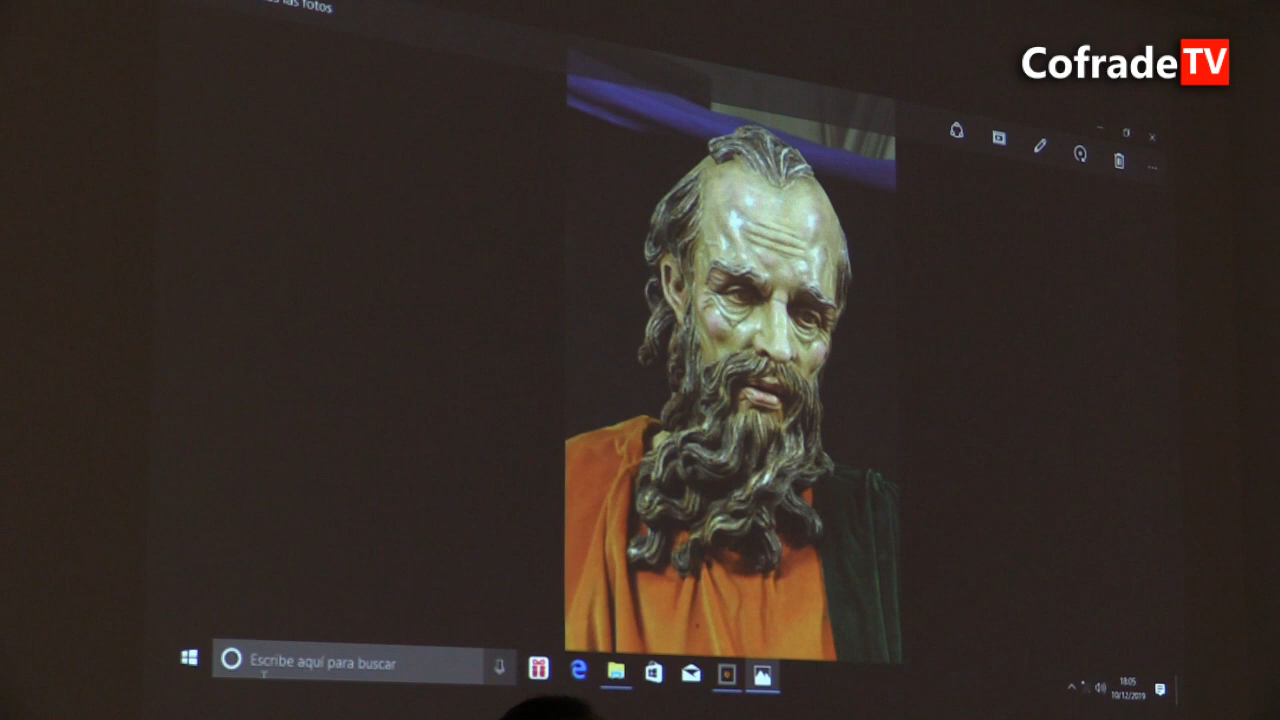 las fotos
CofradeTV
Escribe aquí para buscar
18:05
10/12/2019